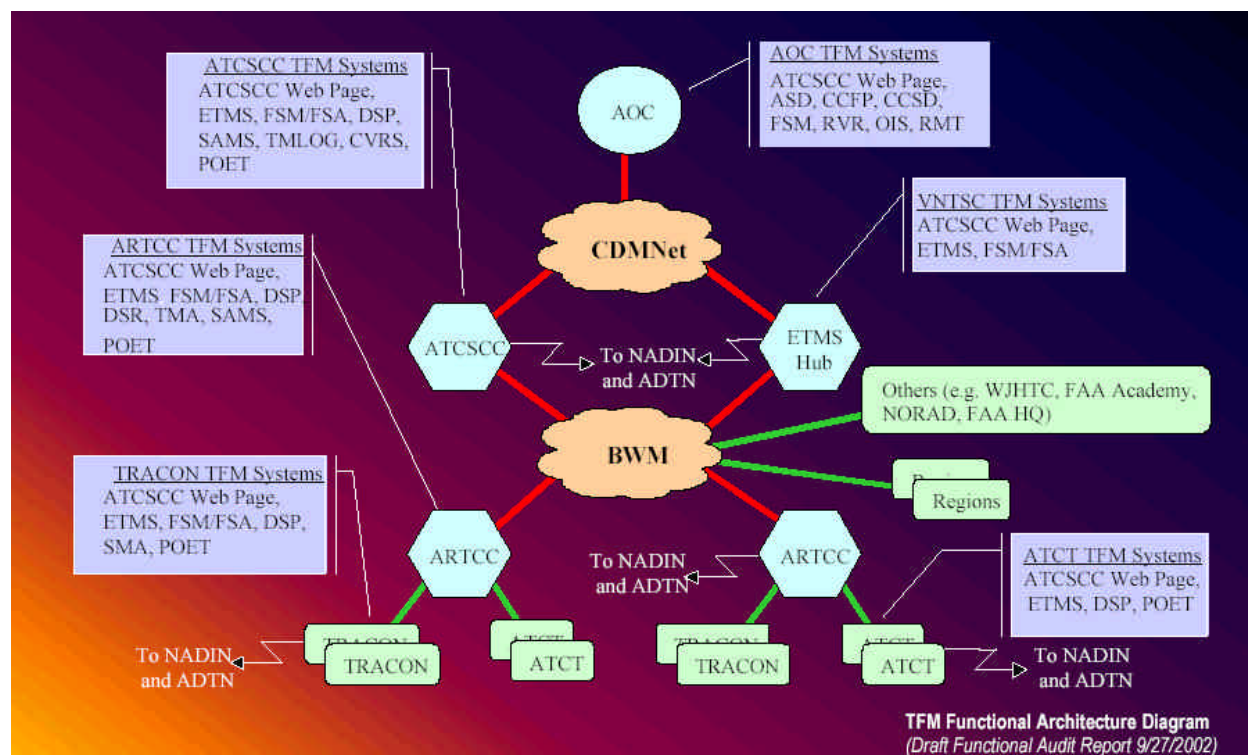 ATCSCC TFM Systems
ATCSCC Web Page,
ETMS, FSM/FSA, DSP,
SAMS, TMLOG, CVRS,
POET
AOC
AOC TFM Systems
ATCSCC Web Page,
ASD, CCFP, CCSD,
FSM, RVR, OIS, RMT
VNTSC TFM Systems
ATCSCC Web Page,
ETMS, FSM/FSA
CDMNet
ARTCC TFM Systems
ATCSCC Web Page,
ETMS, FSM/FSA, DSP,
DSR, TMA, SAMS,
POET
ATCSCC
To NADIN
and ADTN
ETMS
Hub
Others (e.g. WJHTC, FAA Academy,
NORAD, FAA HQ)
BWM
Regions
TRACON TFM Systems
ATCSCC Web Page,
ETMS, FSM/FSA, DSP,
SMA, POET
ARTCC
To NADIN
and ADTN
ARTCC
ATCT TFM Systems
ATCSCC Web Page,
ETMS, DSP, POET
To NADIN
and ADTN
TRACON
TRACON
ATCT
ATCT
TRACON
TRACON
ATCT
ATCT
To NADIN
and ADTN
TFM Functional Architecture Diagram
(Draft Functional Audit Report 9/27/2002)